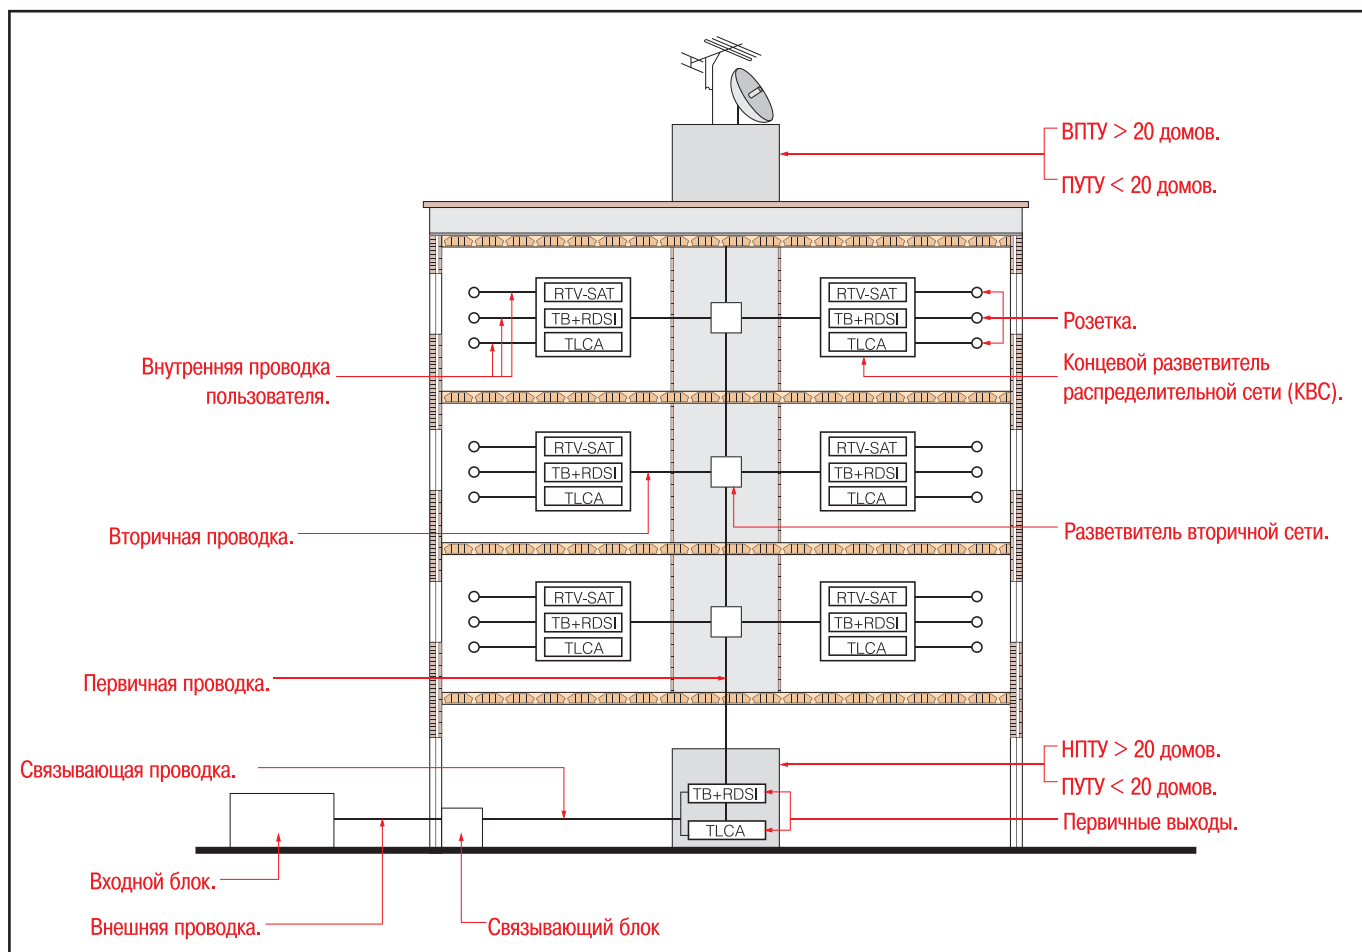 ВПТУ > 20 домов.
ПУТУ < 20 домов.
RTV-SAT
TB+RDSI
TLCA
RTV-SAT
TB+RDSI
TLCA
Розетка.
Внутренняя проводка
пользователя.
Концевой разветвитель
распределительной сети (КВС).
RTV-SAT
TB+RDSI
TLCA
RTV-SAT
TB+RDSI
TLCA
Вторичная проводка.
Разветвитель вторичной сети.
RTV-SAT
TB+RDSI
TLCA
RTV-SAT
TB+RDSI
TLCA
Первичная проводка.
НПТУ > 20 домов.
ПУТУ < 20 домов.
Связывающая проводка.
TB+RDSI
TLCA
Первичные выходы.
Входной блок.
Внешняя проводка.
Связывающий блок